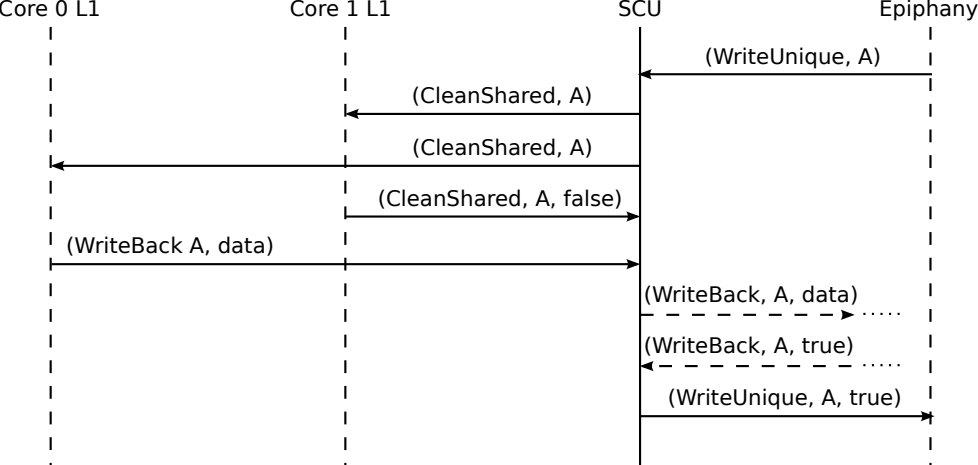 Core 0 L1 Core 1 L1 SCU Epiphany
(WriteUnique, A)
(CleanShared, A)
(CleanShared, A)
(CleanShared, A, false)
(WriteBack A, data)
(WriteBack, A, data)
(WriteBack, A, true)
(WriteUnique, A, true)